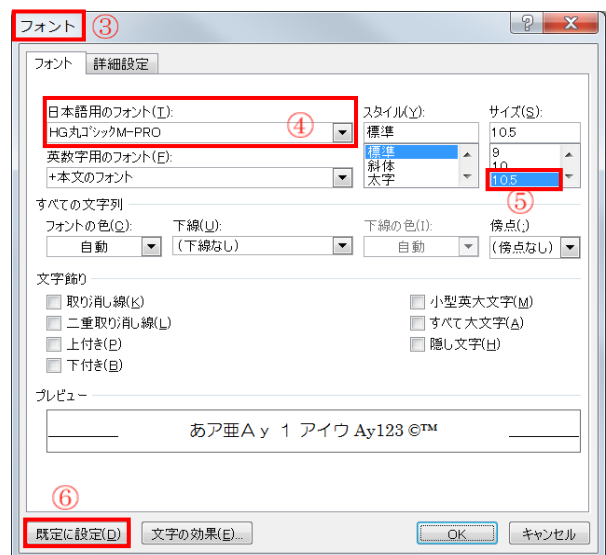 フォント ③
フォント 詳細設定
日本語用のフォント(T): スタイル(Y): サイズ(S):
HG丸ゴシックM-PRO ④ 標準 10.5
英数字用のフォント(F): 標準 9
+本文のフォント 斜体 10
太字 10.5
すべての文字列 ⑤
フォントの色(C): 下線(U): 下線の色(I): 傍点(;)
自動 (下線なし) 自動 (傍点なし)
文字飾り
取り消し線(K) 小型英大文字(M)
二重取り消し線(L) すべて大文字(A)
上付き(P) 隠し文字(H)
下付き(B)
プレビュー
あア亜Ay 1 アイウ Ay123 ©™
⑥
既定に設定(D) 文字の効果(E)... OK キャンセル